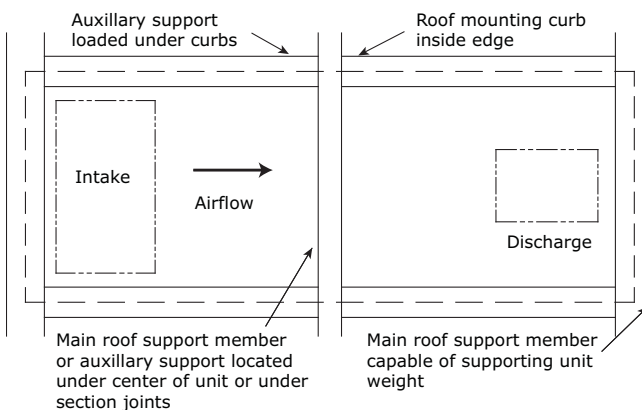 Auxillary support
loaded under curbs
Roof mounting curb
inside edge
Intake
Airflow
Discharge
Main roof support member
or auxillary support located
under center of unit or under
section joints
Main roof support member
capable of supporting unit
weight